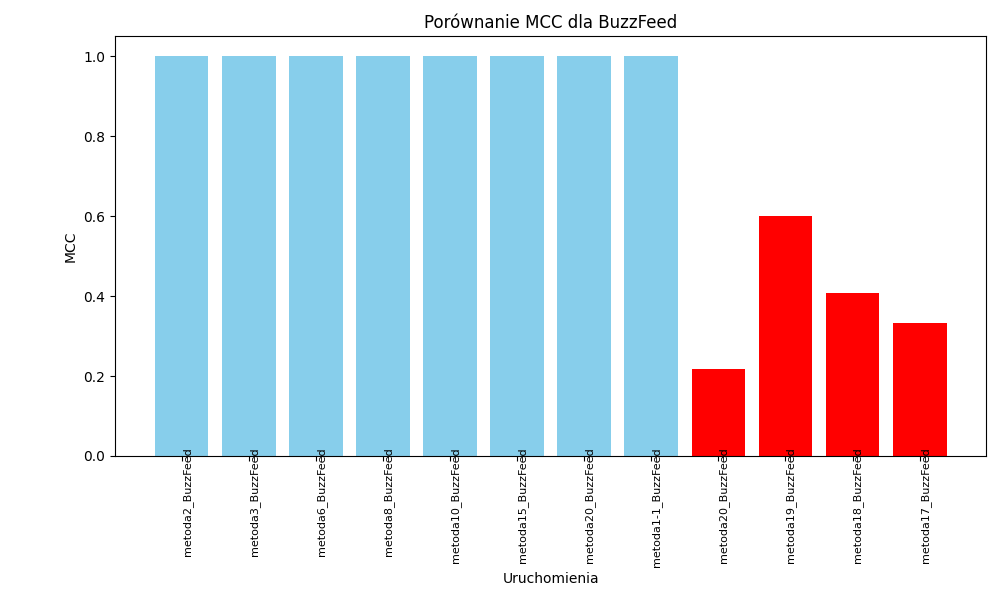 Porównanie MCC dla BuzzFeed
1.0
0.8
0.6
0.4
0.2
0.0
MCC
metoda2_BuzzFeed
metoda3_BuzzFeed
metoda6_BuzzFeed
metoda8_BuzzFeed
metoda10_BuzzFeed
metoda15_BuzzFeed
metoda20_BuzzFeed
metoda1-1_BuzzFeed
metoda20_BuzzFeed
metoda19_BuzzFeed
metoda18_BuzzFeed
metoda17_BuzzFeed
Uruchomienia